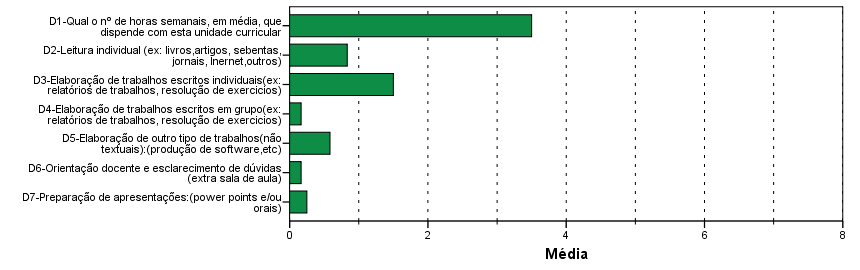 D1-Qual o nº de horas semanais, em média, que
dispende com esta unidade curricular
D2-Leitura individual (ex: livros,artigos, sebentas,
jornais, Inernet,outros)
D3-Elaboração de trabalhos escritos individuais(ex:
relatórios de trabalhos, resolução de exercicios)
D4-Elaboração de trabalhos escritos em grupo(ex:
relatórios de trabalhos, resolução de exercicios)
D5-Elaboração de outro tipo de trabalhos(não
textuais):(produção de software,etc)
D6-Orientação docente e esclarecimento de dúvidas
(extra sala de aula)
D7-Preparação de apresentações:(power points e/ou
orais)
0 2 4 6 8
Média